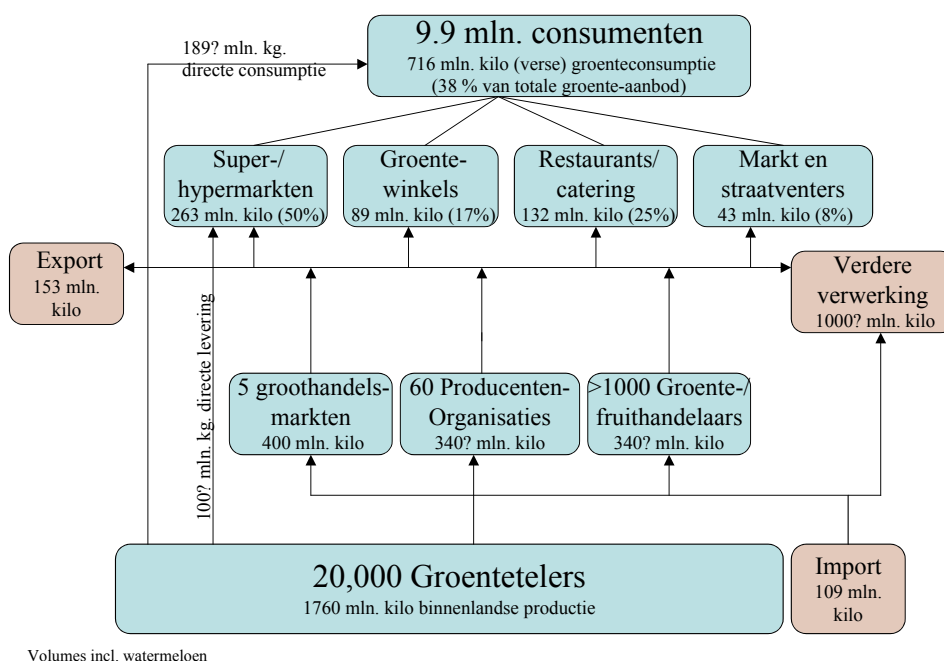 9.9 mln. consumenten
716 mln. kilo (verse) groenteconsumptie
(38 % van totale groente-aanbod)
189? mln. kg.
directe consumptie
Super-/
hypermarkten
263 mln. kilo (50%)
Groente-
winkels
89 mln. kilo (17%)
Restaurants/
catering
132 mln. kilo (25%)
Markt en
straatventers
43 mln. kilo (8%)
Export
153 mln.
kilo
Verdere
verwerking
1000? mln. kilo
100? mln. kg. directe levering
5 groothandels-
markten
400 mln. kilo
60 Producenten-
Organisaties
340? mln. kilo
>1000 Groente-/
fruithandelaars
340? mln. kilo
20,000 Groentetelers
1760 mln. kilo binnenlandse productie
Import
109 mln.
kilo
Volumes incl. watermeloen